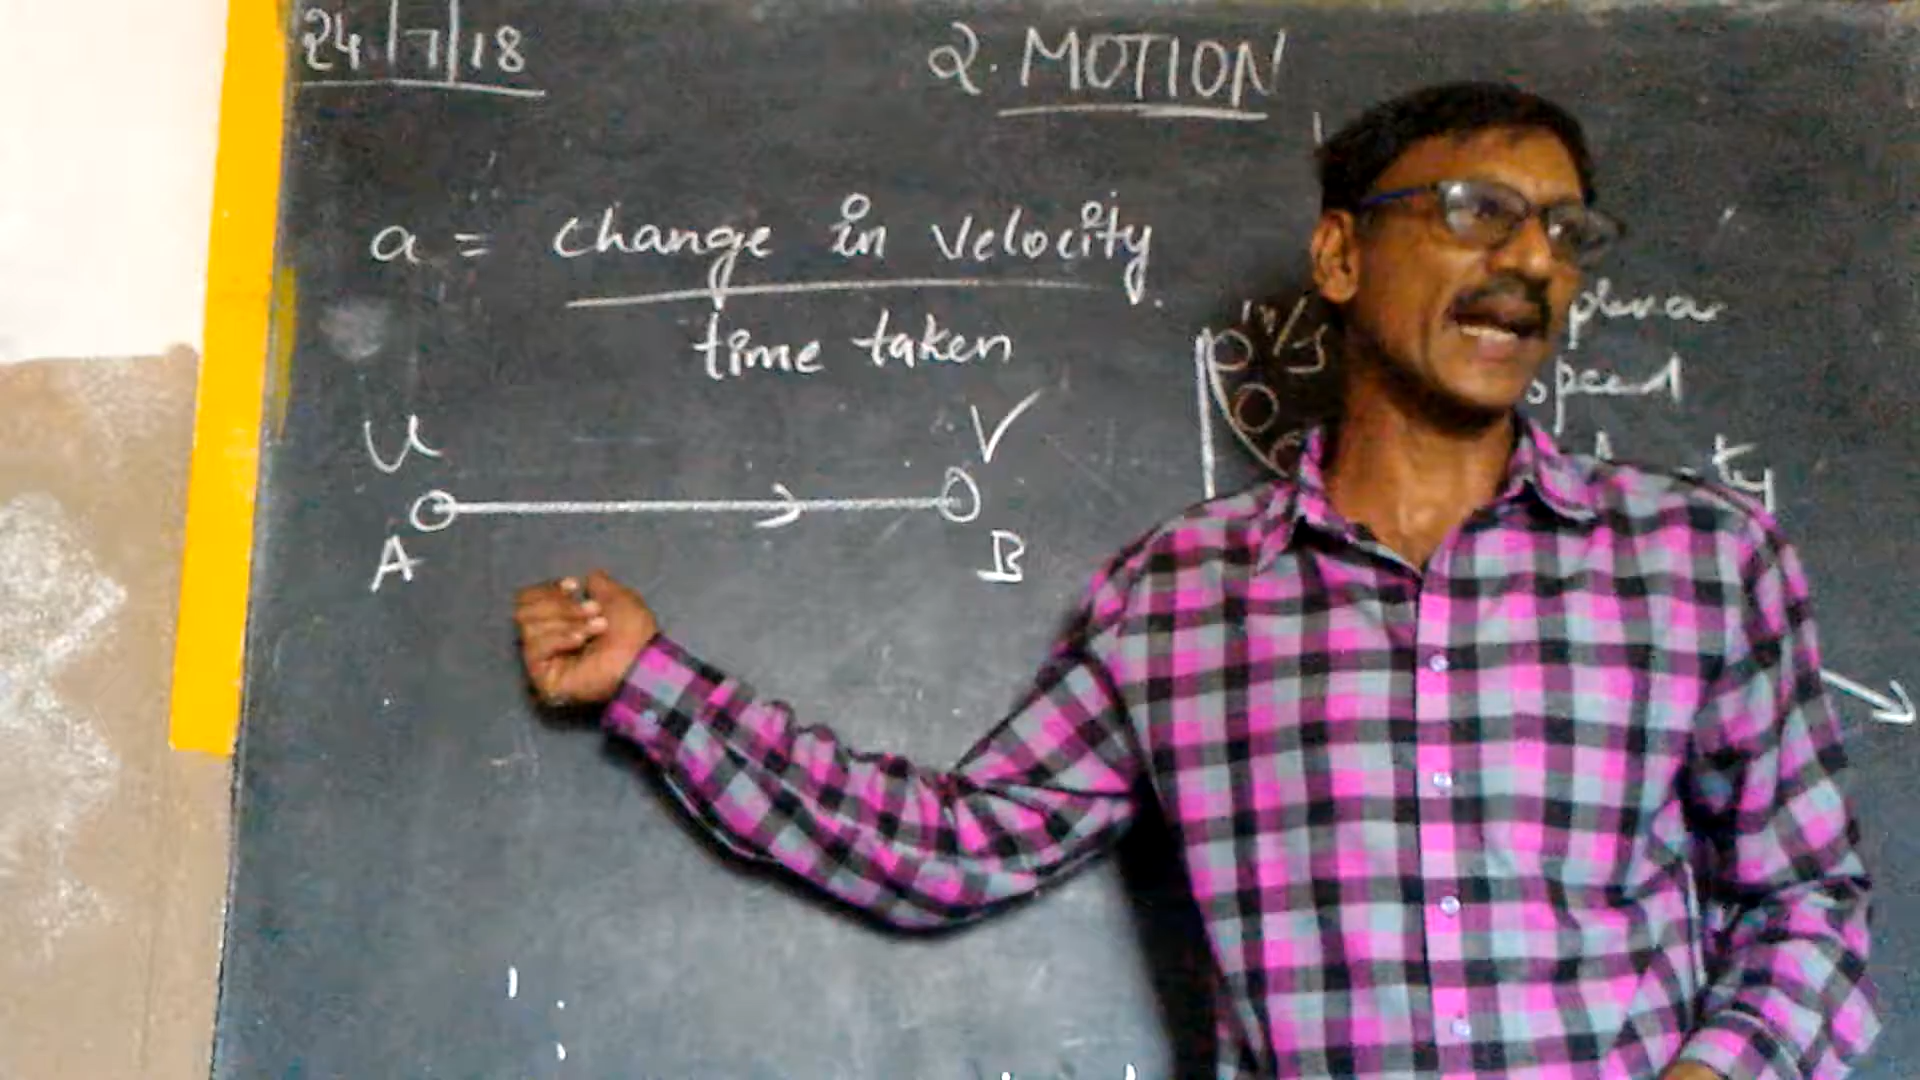 24/7/18
2. MOTION
a = change in velocity
time taken
U
V
A
B
m/s
speed